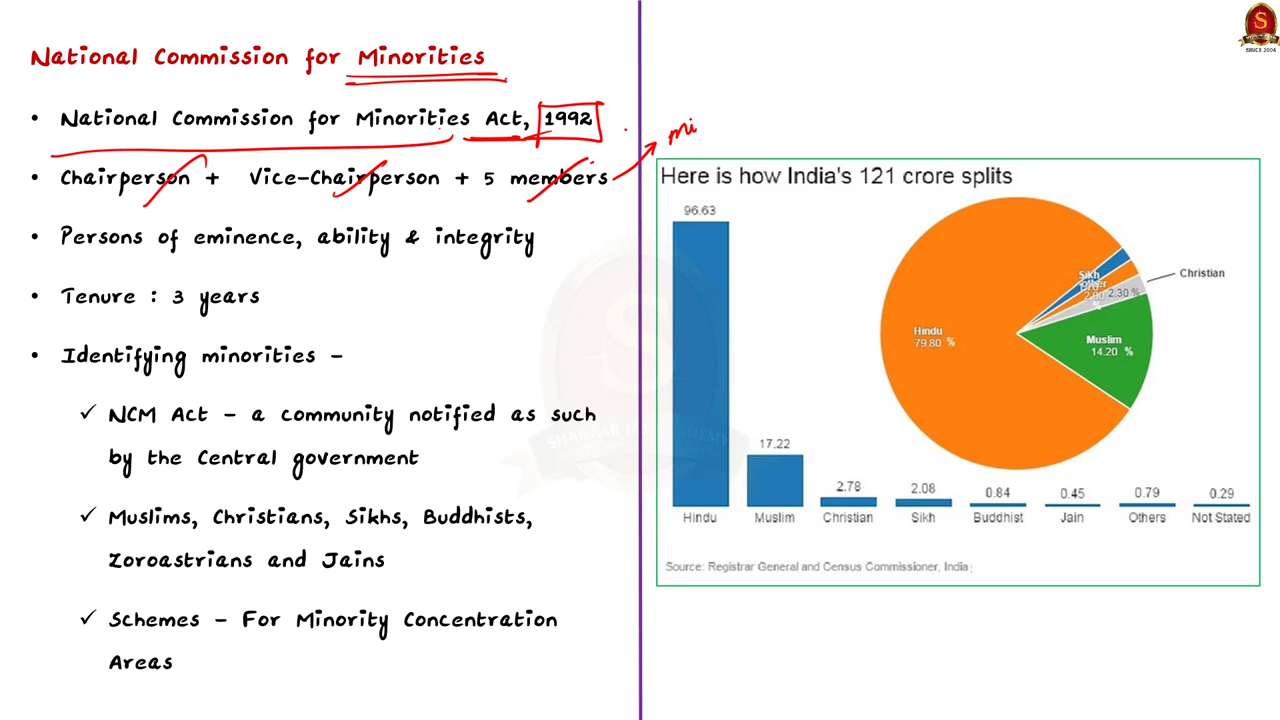 National Commission for Minorities
• National Commission for Minorities Act, 1992
• Chairperson + Vice-Chairperson + 5 members
mi
• Persons of eminence, ability & integrity
• Tenure : 3 years
• Identifying minorities –
✓ NCM Act – a community notified as such
by the Central government
✓ Muslims, Christians, Sikhs, Buddhists,
Zoroastrians and Jains
✓ Schemes – For Minority Concentration
Areas
S
SINCE 2004
Here is how India's 121 crore splits
96.63
17.22
2.78
2.08
0.84
0.45
0.79
0.29
Hindu
Muslim
Christian
Sikh
Buddhist
Jain
Others
Not Stated
Hindu
79.80 %
Sikh
other
Christian
2.30 %
Muslim
14.20 %
Source: Registrar General and Census Commissioner, India